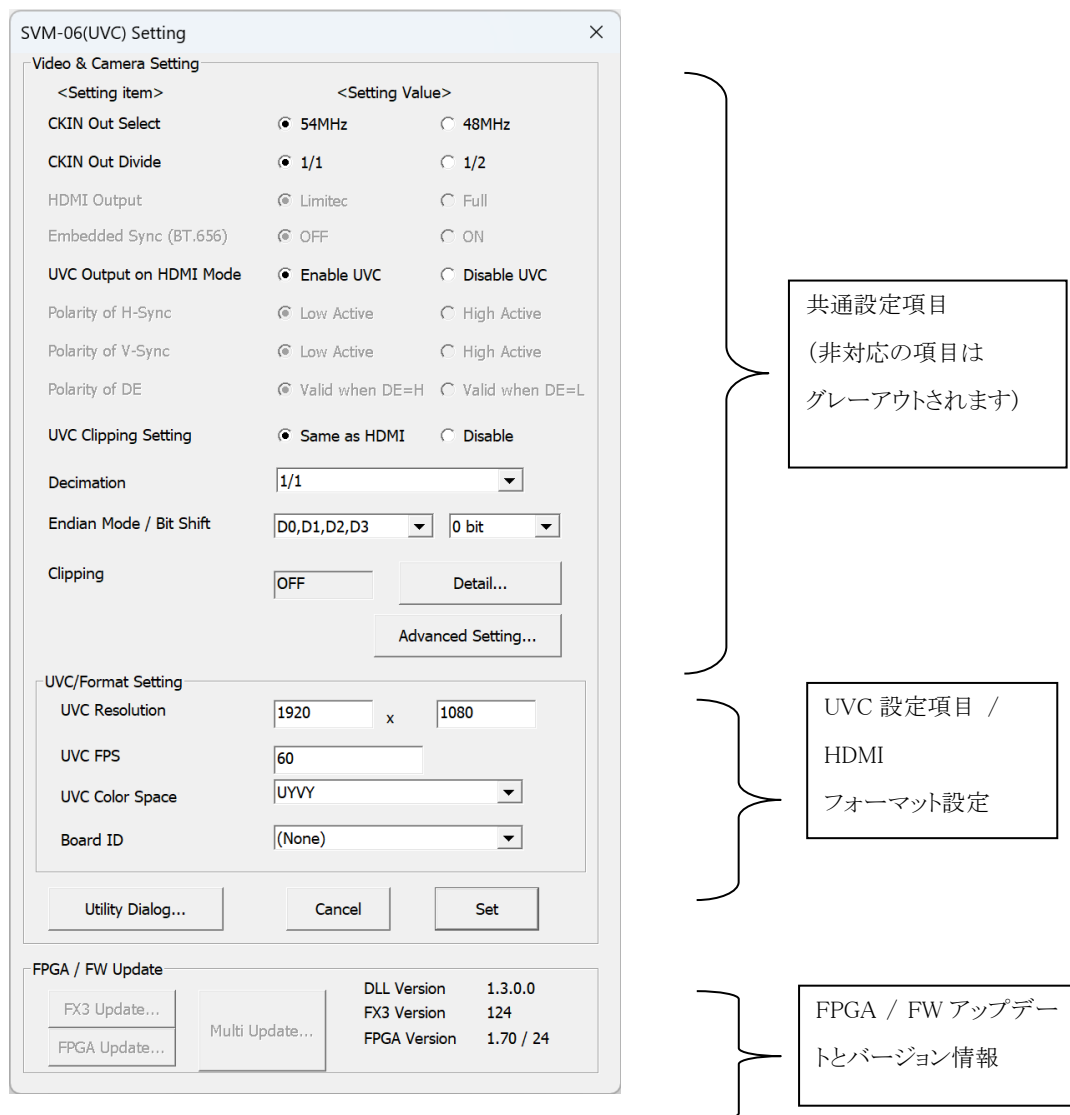 SVM-06(UVC) Setting
Video & Camera Setting
<Setting item> <Setting Value>
CKIN Out Select 54MHz 48MHz
CKIN Out Divide 1/1 1/2
HDMI Output Limitec Full
Embedded Sync (BT.656) OFF ON
UVC Output on HDMI Mode Enable UVC Disable UVC
Polarity of H-Sync Low Active High Active
Polarity of V-Sync Low Active High Active
Polarity of DE Valid when DE=H Valid when DE=L
UVC Clipping Setting Same as HDMI Disable
Decimation 1/1
Endian Mode / Bit Shift D0,D1,D2,D3 0 bit
Clipping OFF Detail...
Advanced Setting...
UVC/Format Setting
UVC Resolution 1920 x 1080
UVC FPS 60
UVC Color Space UYVY
Board ID (None)
Utility Dialog... Cancel Set
FPGA / FW Update
FX3 Update...
FPGA Update...
Multi Update...
DLL Version 1.3.0.0
FX3 Version 124
FPGA Version 1.70 / 24
共通設定項目
(非対応の項目は
グレーアウトされます)
UVC 設定項目 /
HDMI
フォーマット設定
FPGA / FW アップデー
トとバージョン情報